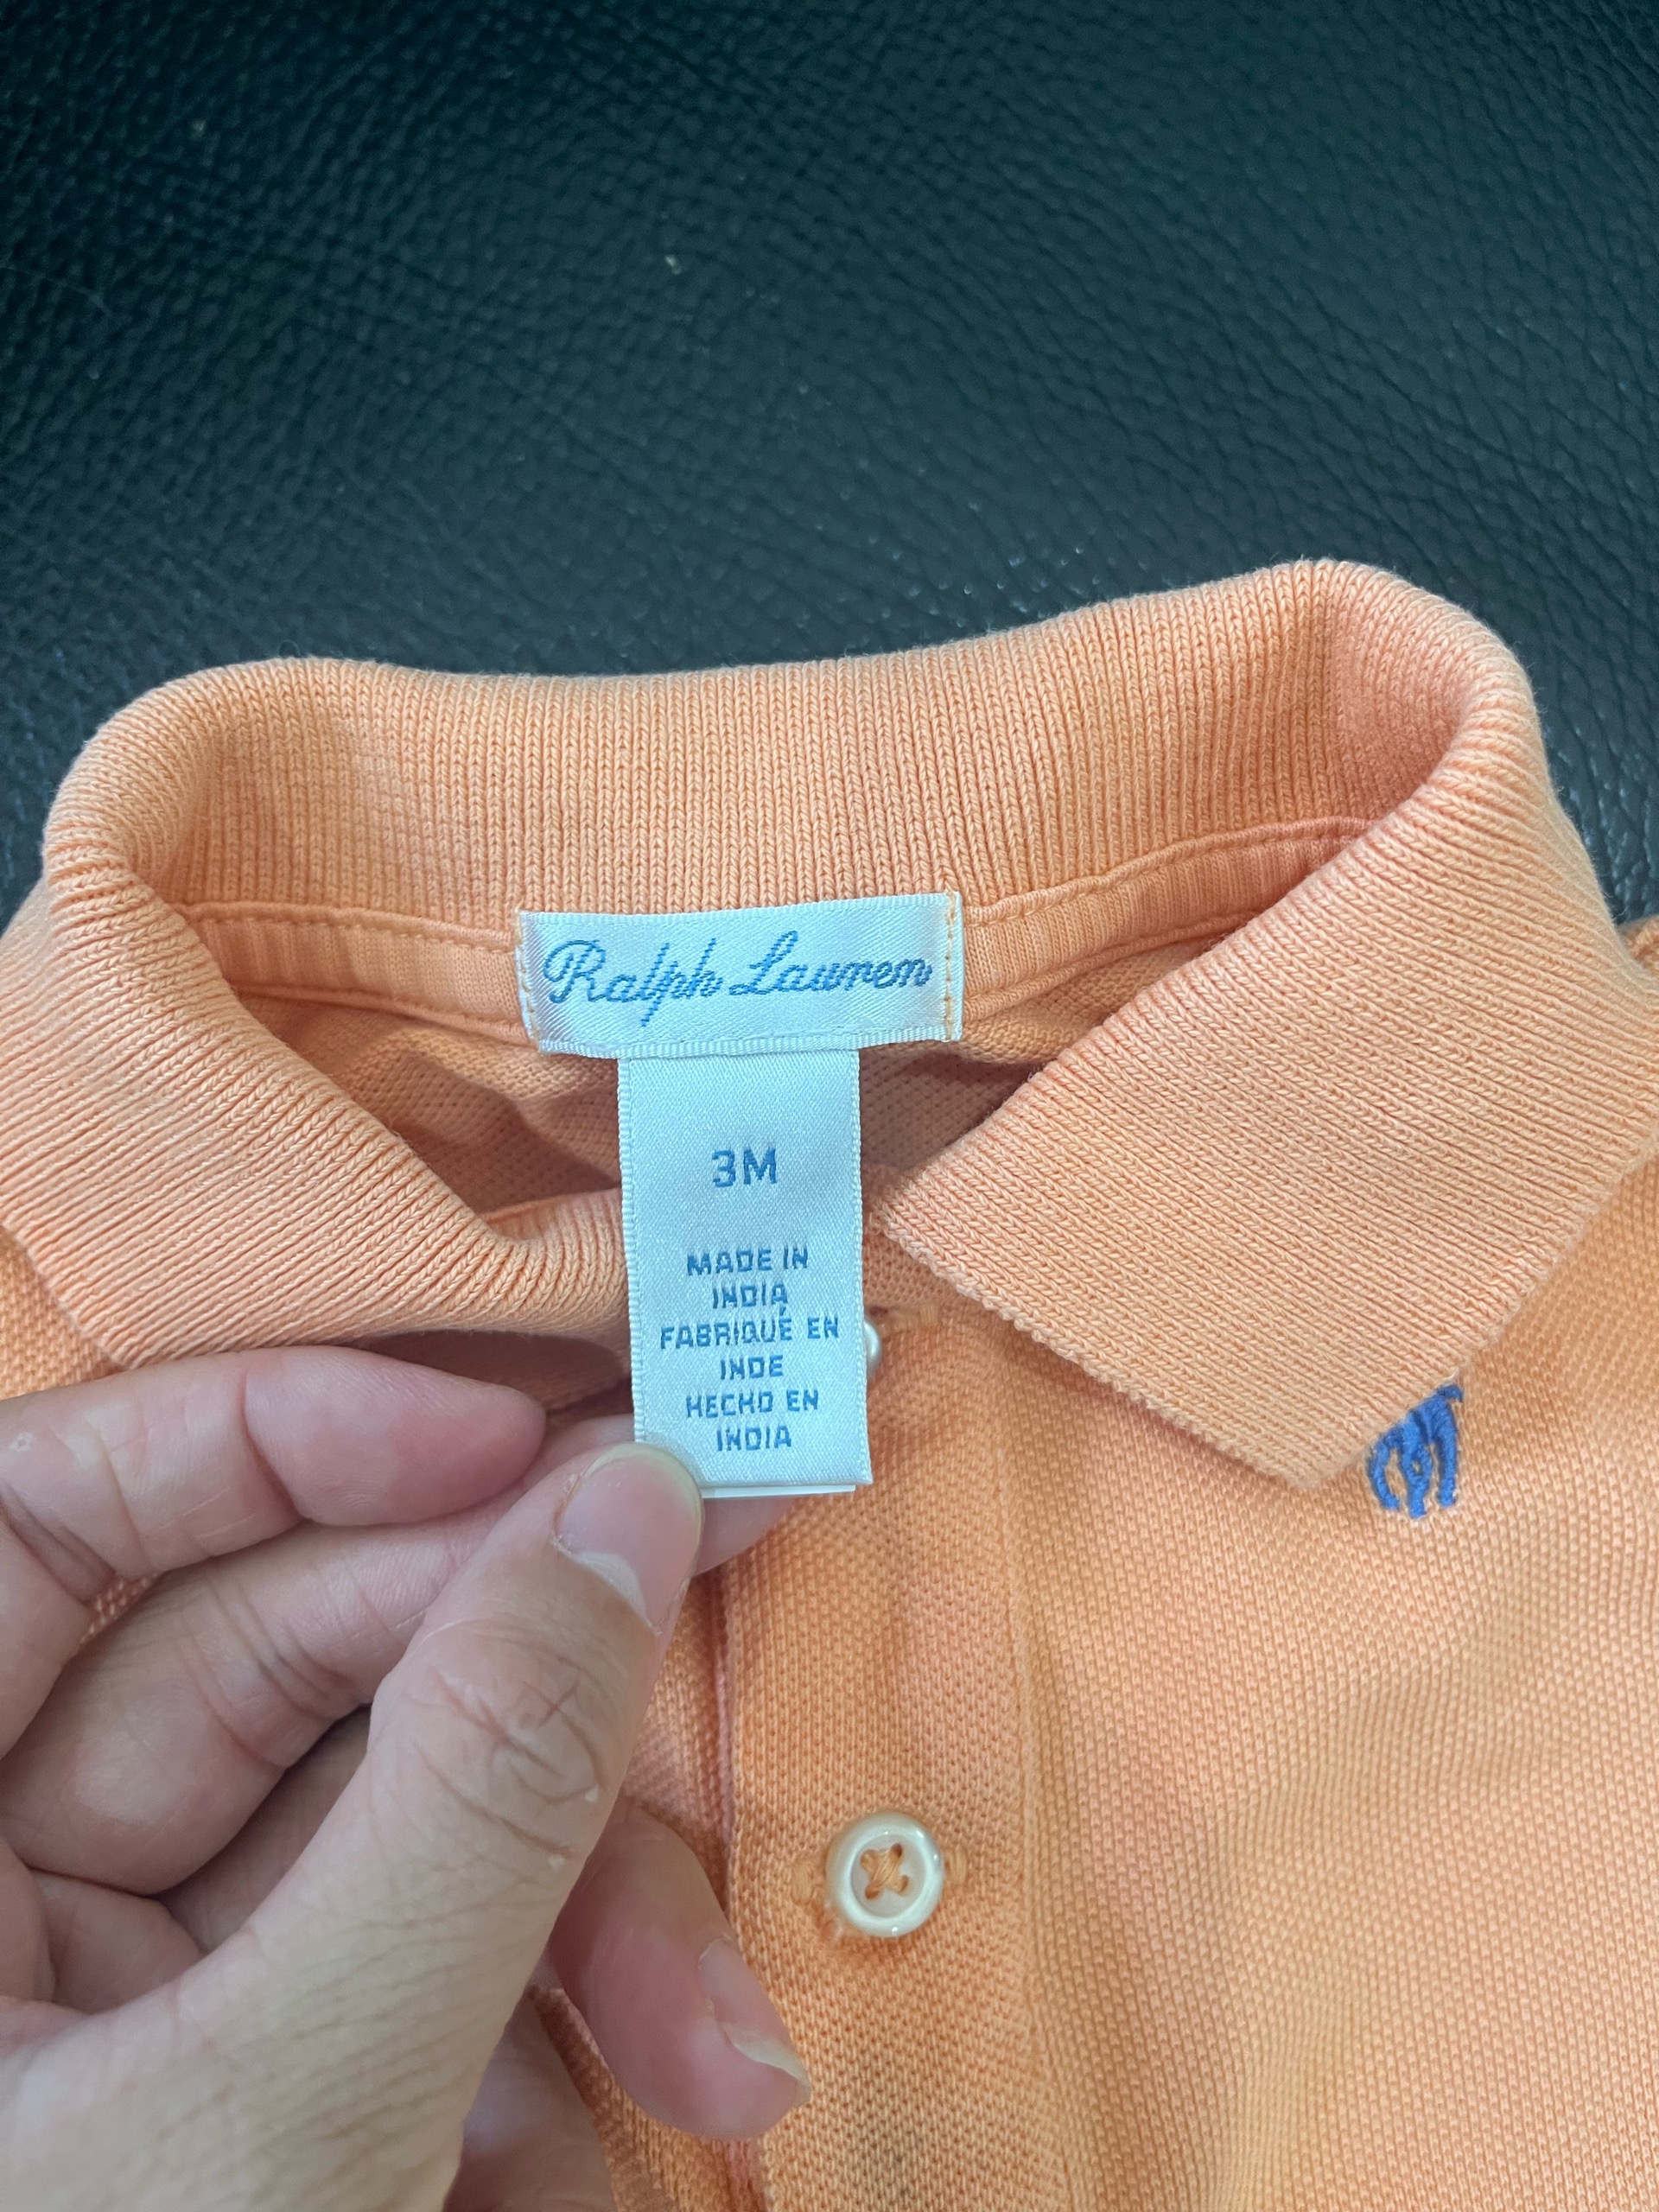 Ralph Lauren
3M
MADE IN
INDIA
FABRIQUÉ EN
INDE
HECHO EN
INDIA